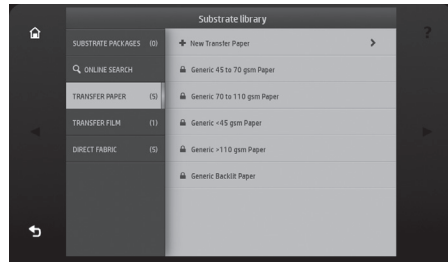 Substrate library
?
SUBSTRATE PACKAGES (0)
ONLINE SEARCH
TRANSFER PAPER (5)
TRANSFER FILM (1)
DIRECT FABRIC (5)
+ New Transfer Paper >
Generic 45 to 70 gsm Paper
Generic 70 to 110 gsm Paper
Generic <45 gsm Paper
Generic >110 gsm Paper
Generic Backlit Paper